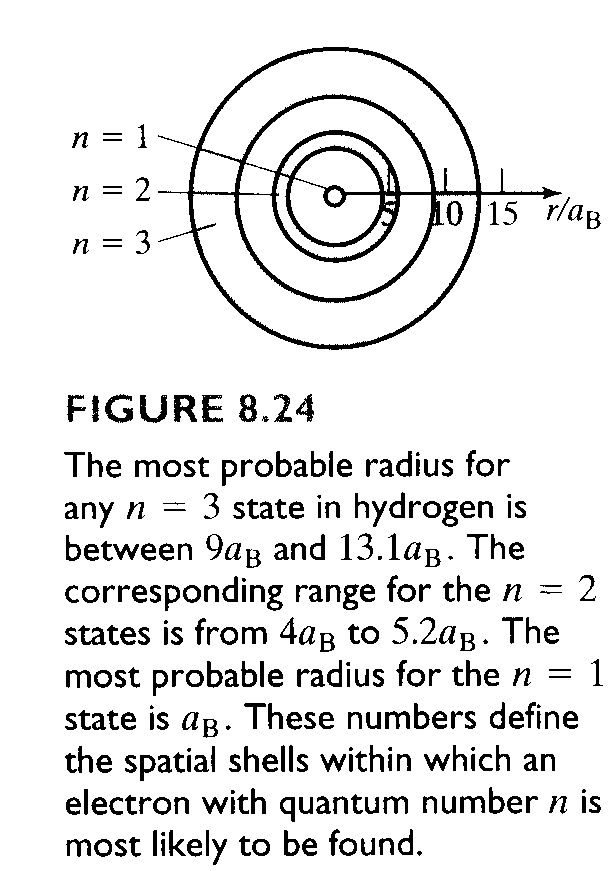 n = 1
n = 2
n = 3
5 10 15 r/aB
FIGURE 8.24
The most probable radius for
any n = 3 state in hydrogen is
between 9aB and 13.1aB. The
corresponding range for the n = 2
states is from 4aB to 5.2aB. The
most probable radius for the n = 1
state is aB. These numbers define
the spatial shells within which an
electron with quantum number n is
most likely to be found.